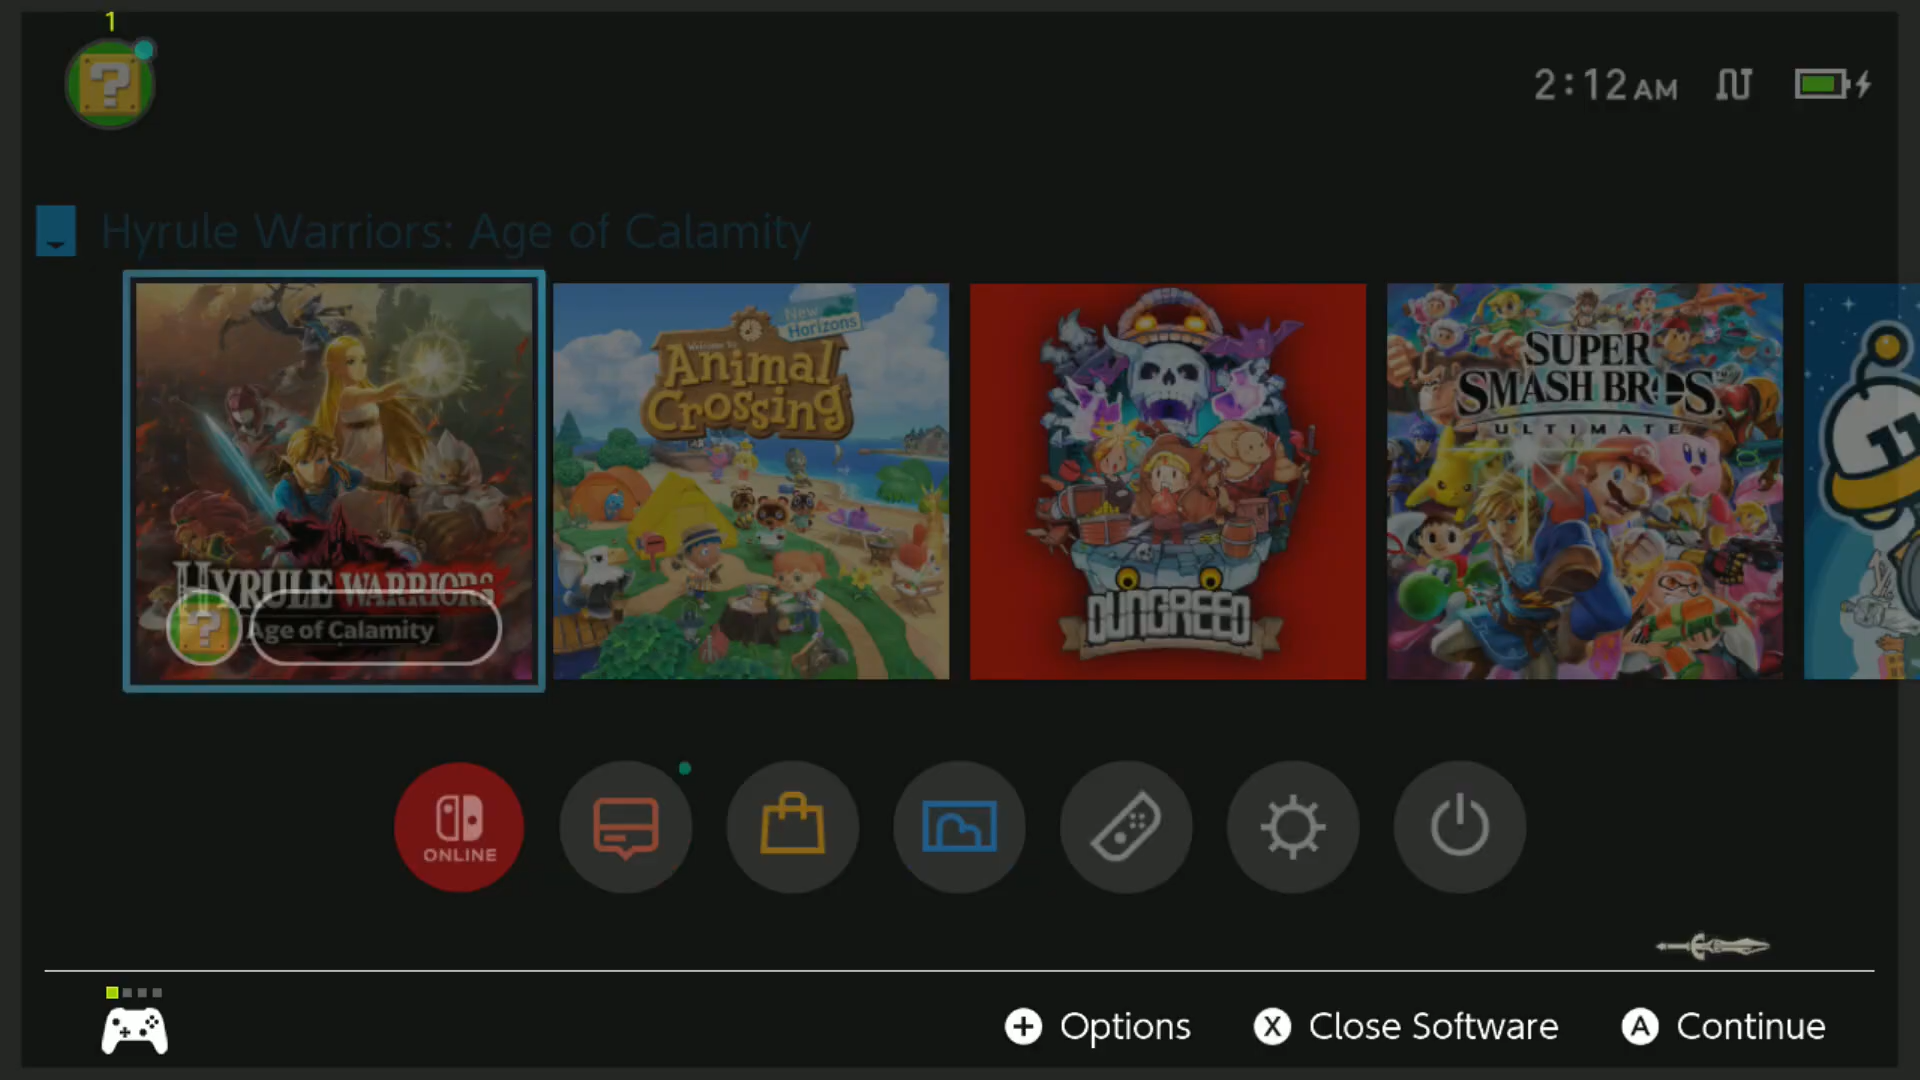 1
2:12 AM
Hyrule Warriors: Age of Calamity
HYRULE WARRIORS
Age of Calamity
New
Horizons
Welcome to
Animal
Crossing
DUNGREED
SUPER
SMASH BROS.
ULTIMATE
11
ONLINE
+ Options
X Close Software
A Continue